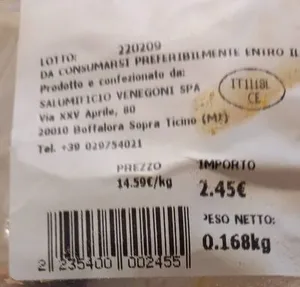 LOTTO: 220209
DA CONSUMARSI PREFERIBILMENTE ENTRO IL
Prodotto e confezionato da:
SALUMIFICIO VENEGONI SPA
Via XXV Aprile, 80
20010 Boffalora Sopra Ticino (MI)
Tel. +39 029754021
IT1118L
CE
PREZZO IMPORTO
14.59€/kg 2.45€
PESO NETTO:
0.168kg
2 235400 002455